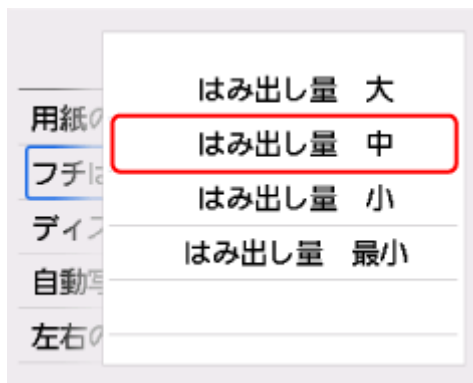 はみ出し量 大
はみ出し量 中
はみ出し量 小
はみ出し量 最小
用紙の
フチは
ディス
自動写
左右の